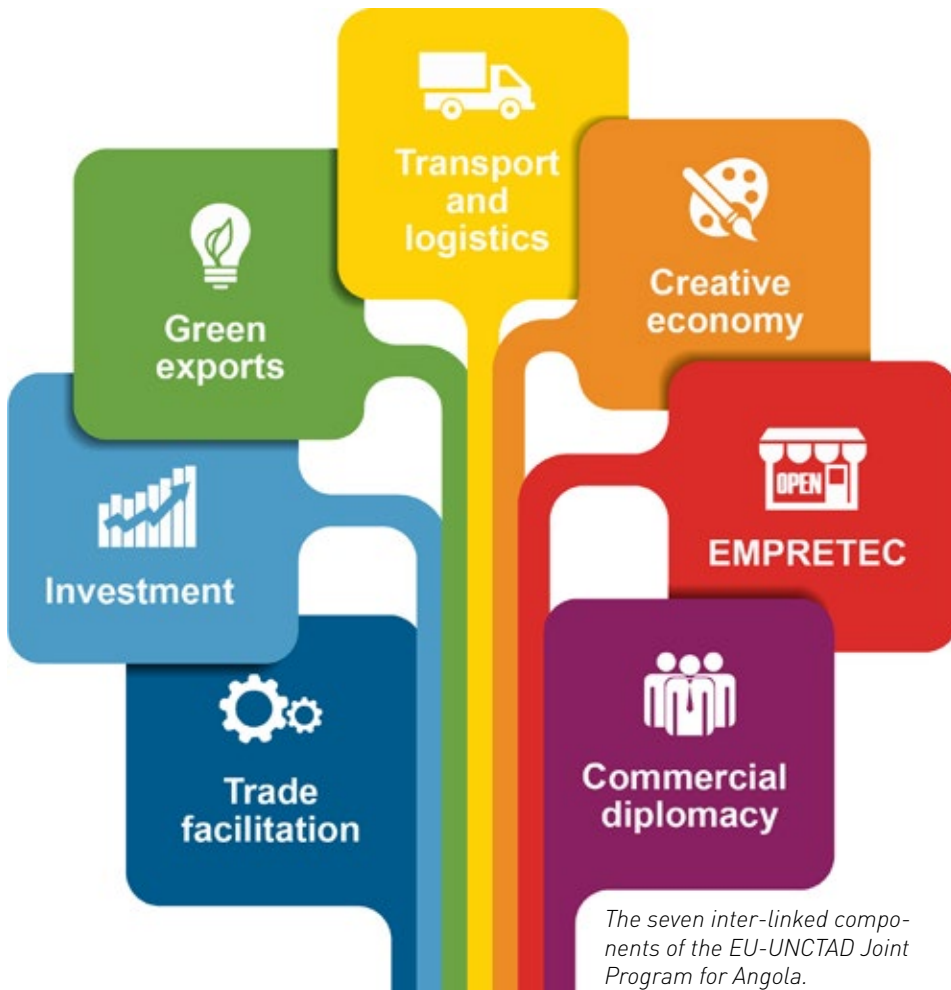 Transport
and
logistics
Green
exports
Creative
economy
Investment
OPEN
EMPRETEC
Trade
facilitation
Commercial
diplomacy
The seven inter-linked compo-
nents of the EU-UNCTAD Joint
Program for Angola.